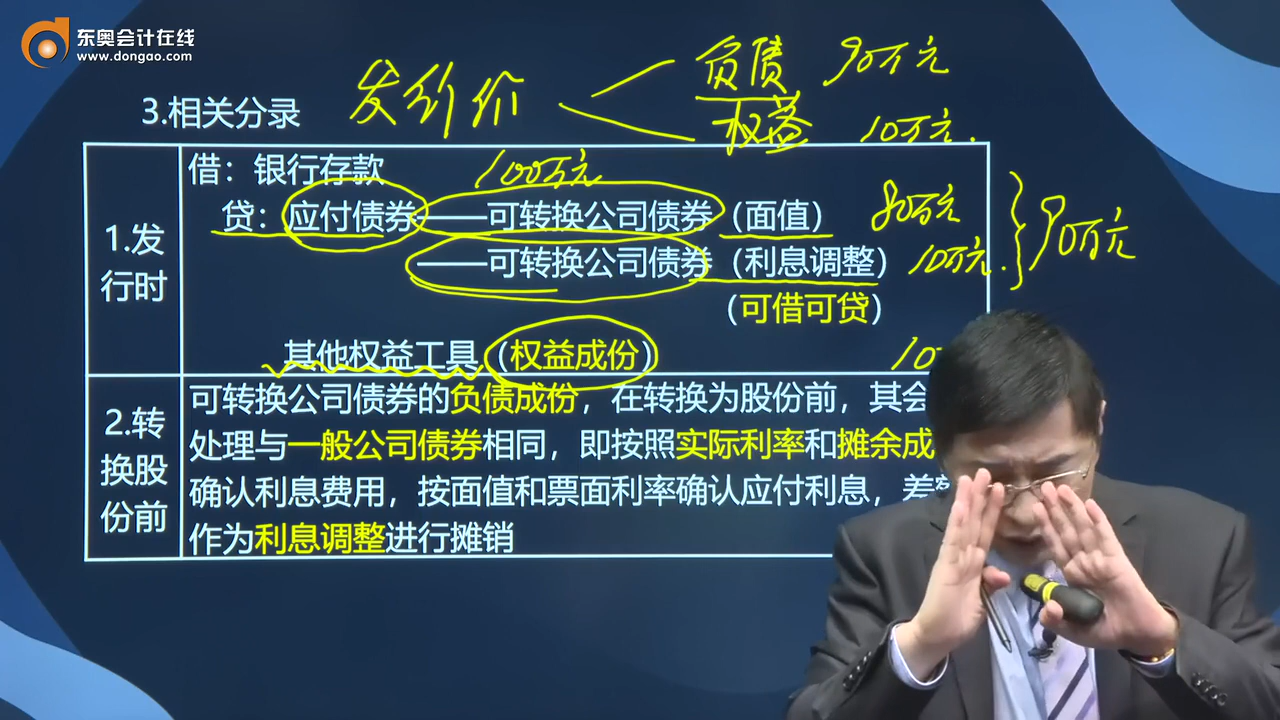 东奥会计在线
www.dongao.com
发行价
负债 90万元
权益 10万元.
3.相关分录
1.发行时
借：银行存款 100万元
贷：应付债券——可转换公司债券（面值） 80万元
——可转换公司债券（利息调整） 10万元.
90万元
（可借可贷）
其他权益工具（权益成份） 10
2.转换股份前
可转换公司债券的负债成份，在转换为股份前，其会
处理与一般公司债券相同，即按照实际利率和摊余成
确认利息费用，按面值和票面利率确认应付利息，差
作为利息调整进行摊销